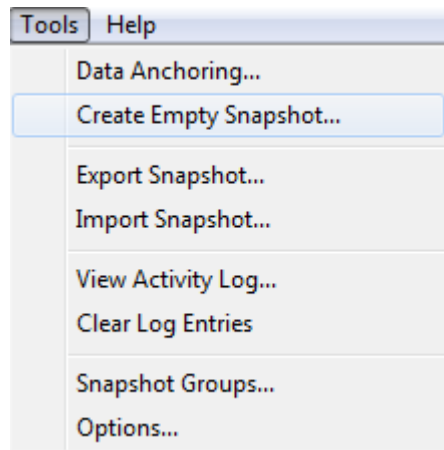 Tools Help
Data Anchoring...
Create Empty Snapshot...
Export Snapshot...
Import Snapshot...
View Activity Log...
Clear Log Entries
Snapshot Groups...
Options...